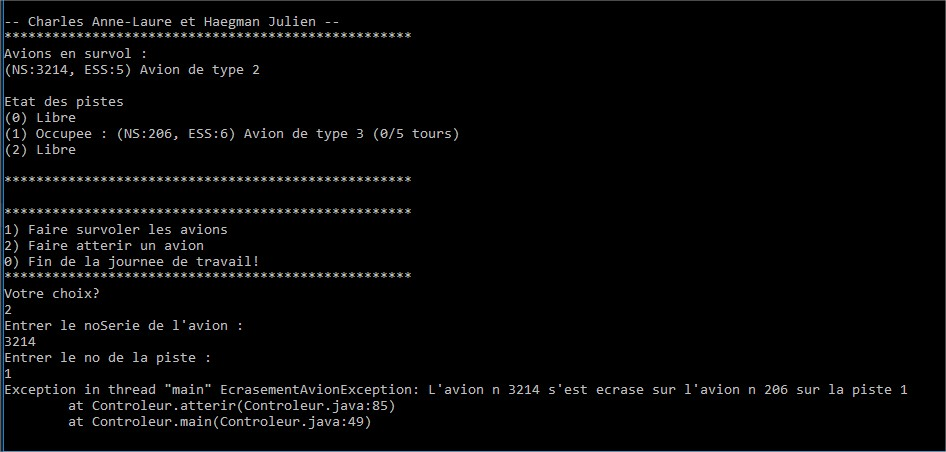 -- Charles Anne-Laure et Haegman Julien --
***************************************************
Avions en survol :
(NS:3214, ESS:5) Avion de type 2
Etat des pistes
(0) Libre
(1) Occupee : (NS:206, ESS:6) Avion de type 3 (0/5 tours)
(2) Libre
***************************************************
***************************************************
1) Faire survoler les avions
2) Faire atterir un avion
0) Fin de la journee de travail!
***************************************************
Votre choix?
2
Entrer le noSerie de l'avion :
3214
Entrer le no de la piste :
1
Exception in thread "main" EcrasementAvionException: L'avion n 3214 s'est ecrase sur l'avion n 206 sur la piste 1
at Controleur.atterir(Controleur.java:85)
at Controleur.main(Controleur.java:49)